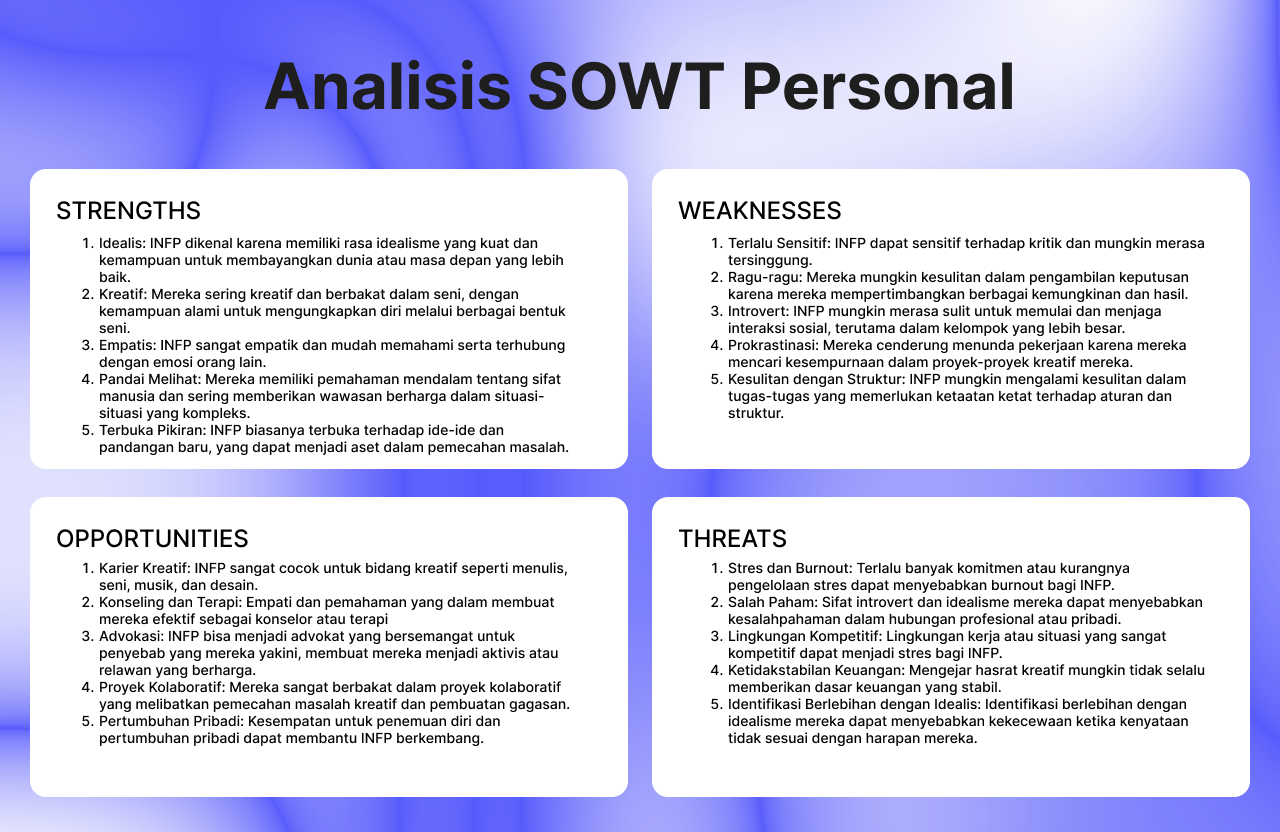 Analisis SOWT Personal
STRENGTHS
1. Idealis: INFP dikenal karena memiliki rasa idealisme yang kuat dan
kemampuan untuk membayangkan dunia atau masa depan yang lebih
baik.
2. Kreatif: Mereka sering kreatif dan berbakat dalam seni, dengan
kemampuan alami untuk mengungkapkan diri melalui berbagai bentuk
seni.
3. Empatis: INFP sangat empatik dan mudah memahami serta terhubung
dengan emosi orang lain.
4. Pandai Melihat: Mereka memiliki pemahaman mendalam tentang sifat
manusia dan sering memberikan wawasan berharga dalam situasi-
situasi yang kompleks.
5. Terbuka Pikiran: INFP biasanya terbuka terhadap ide-ide dan
pandangan baru, yang dapat menjadi aset dalam pemecahan masalah.
WEAKNESSES
1. Terlalu Sensitif: INFP dapat sensitif terhadap kritik dan mungkin merasa
tersinggung.
2. Ragu-ragu: Mereka mungkin kesulitan dalam pengambilan keputusan
karena mereka mempertimbangkan berbagai kemungkinan dan hasil.
3. Introvert: INFP mungkin merasa sulit untuk memulai dan menjaga
interaksi sosial, terutama dalam kelompok yang lebih besar.
4. Prokrastinasi: Mereka cenderung menunda pekerjaan karena mereka
mencari kesempurnaan dalam proyek-proyek kreatif mereka.
5. Kesulitan dengan Struktur: INFP mungkin mengalami kesulitan dalam
tugas-tugas yang memerlukan ketaatan ketat terhadap aturan dan
struktur.
OPPORTUNITIES
1. Karier Kreatif: INFP sangat cocok untuk bidang kreatif seperti menulis,
seni, musik, dan desain.
2. Konseling dan Terapi: Empati dan pemahaman yang dalam membuat
mereka efektif sebagai konselor atau terapi
3. Advokasi: INFP bisa menjadi advokat yang bersemangat untuk
penyebab yang mereka yakini, membuat mereka menjadi aktivis atau
relawan yang berharga.
4. Proyek Kolaboratif: Mereka sangat berbakat dalam proyek kolaboratif
yang melibatkan pemecahan masalah kreatif dan pembuatan gagasan.
5. Pertumbuhan Pribadi: Kesempatan untuk penemuan diri dan
pertumbuhan pribadi dapat membantu INFP berkembang.
THREATS
1. Stres dan Burnout: Terlalu banyak komitmen atau kurangnya
pengelolaan stres dapat menyebabkan burnout bagi INFP.
2. Salah Paham: Sifat introvert dan idealisme mereka dapat menyebabkan
kesalahpahaman dalam hubungan profesional atau pribadi.
3. Lingkungan Kompetitif: Lingkungan kerja atau situasi yang sangat
kompetitif dapat menjadi stres bagi INFP.
4. Ketidakstabilan Keuangan: Mengejar hasrat kreatif mungkin tidak selalu
memberikan dasar keuangan yang stabil.
5. Identifikasi Berlebihan dengan Idealis: Identifikasi berlebihan dengan
idealisme mereka dapat menyebabkan kekecewaan ketika kenyataan
tidak sesuai dengan harapan mereka.